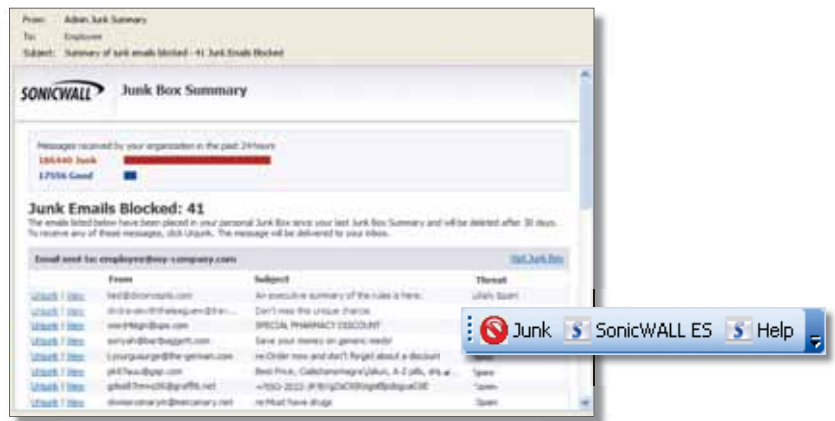 From: Admin Junk Summary
To: Employee
Subject: Summary of junk emails blocked - 41 Junk Emails Blocked
SONICWALL
Junk Box Summary
Messages received by your organization in the past 24 hours
Junk
17556 Good
Junk Emails Blocked: 41
The emails listed below have been placed in your personal Junk Box since your last Junk Box Summary and will be deleted after 30 days.
To receive any of these messages, click Unjunk. The message will be delivered to your inbox.
Email sent to: employee@my-company.com
Visit Junk Box
From Subject Threat
Unjunk | View An executive summary of the rules is here. Likely Spam
Unjunk | View Don't miss this unique chance
Unjunk | View SPECIAL PHARMACY DISCOUNT
Unjunk | View Save your money on generic meds!
Unjunk | View re:Order now and don't forget about a discount Spam
Unjunk | View Best Price, A-Z pills, Spam
Unjunk | View Spam
Unjunk | View re:Must have drugs Spam
Junk SonicWALL ES Help